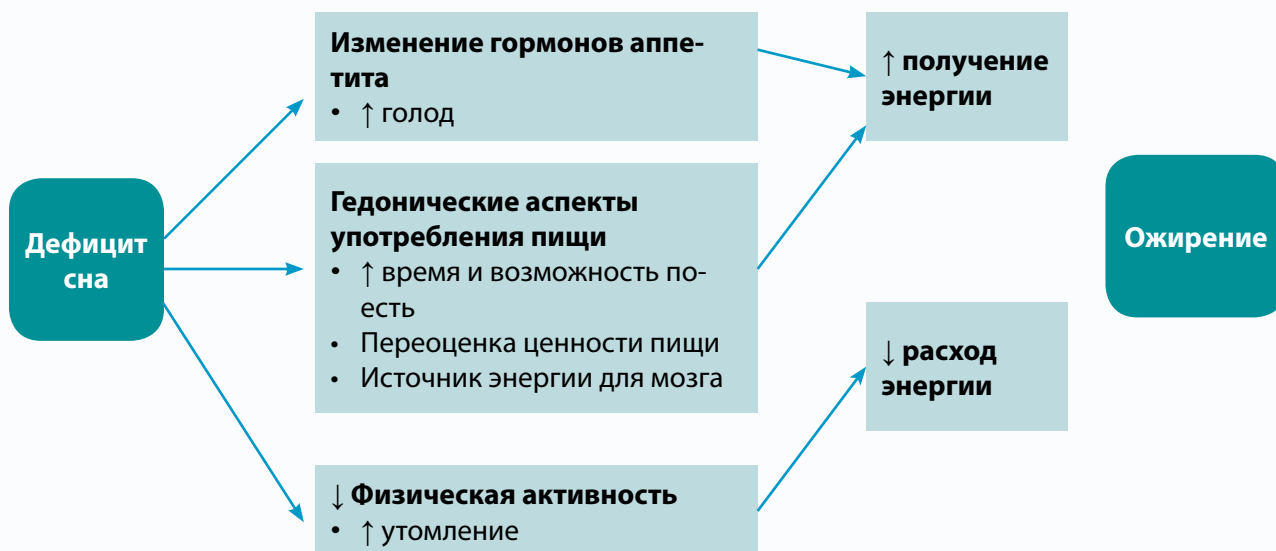 Дефицит
сна
Изменение гормонов аппе-
тита
• ↑ голод
Гедонические аспекты
употребления пищи
• ↑ время и возможность по-
есть
• Переоценка ценности пищи
• Источник энергии для мозга
↓ Физическая активность
• ↑ утомление
↑ получение
энергии
↓ расход
энергии
Ожирение